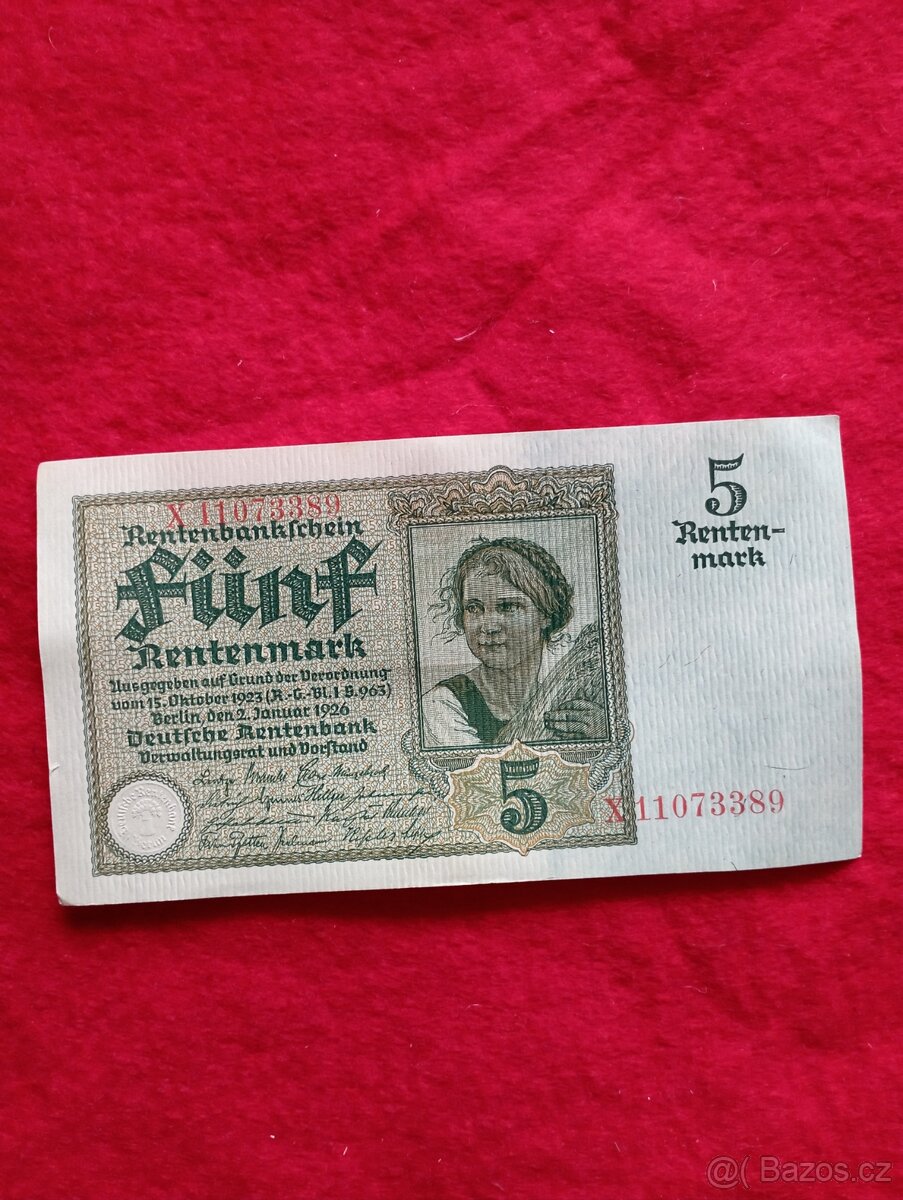 X 11073389
Rentenbankschein
Fünf
Rentenmark
Ausgegeben auf Grund der Verordnung
vom 15. Oktober 1923 (R.-G.-Bl. I S. 963)
Berlin, den 2. Januar 1926
Deutsche Rentenbank
Verwaltungsrat und Vorstand
5
5
Renten-
mark
X 11073389
@( Bazos.cz